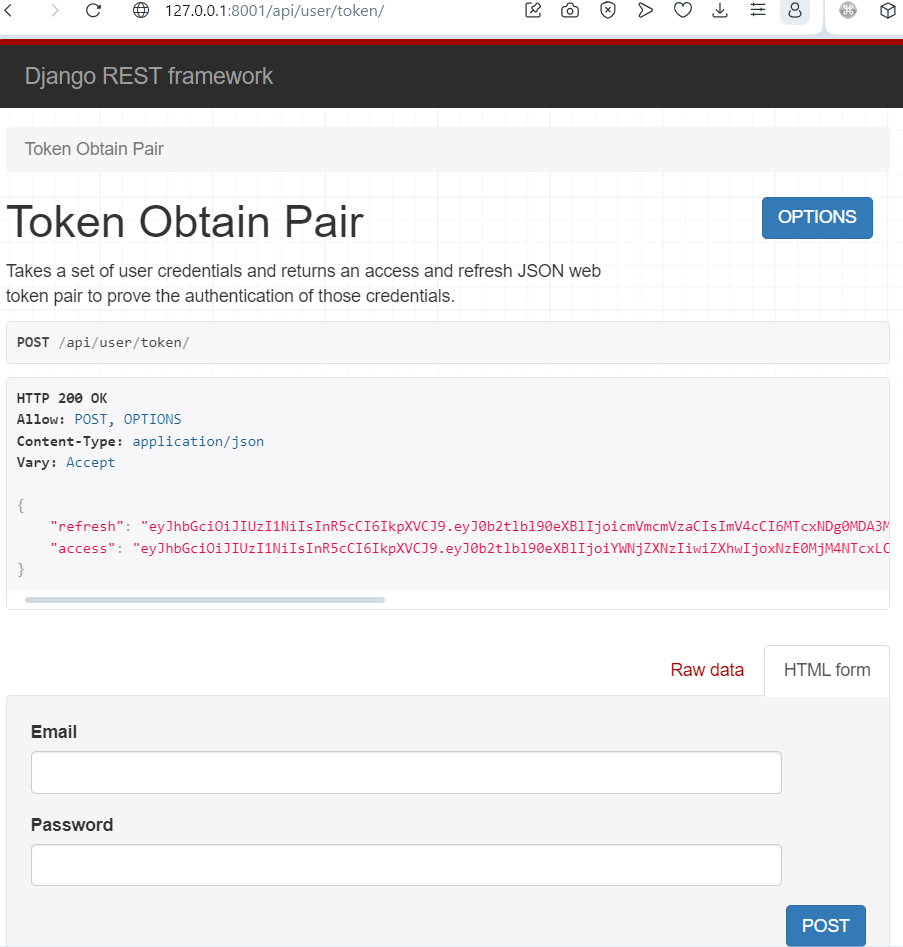 127.0.0.1:8001/api/user/token/
Django REST framework
Token Obtain Pair
Token Obtain Pair
OPTIONS
Takes a set of user credentials and returns an access and refresh JSON web
token pair to prove the authentication of those credentials.
POST /api/user/token/
HTTP 200 OK
Allow: POST, OPTIONS
Content-Type: application/json
Vary: Accept
{
"refresh": "eyJhbGciOiJIUzI1NiIsInR5cCI6IkpXVCJ9.eyJ0b2tlbl90eXBlIjoicmVmcmVzaCIsImV4cCI6MTcxNDg0MDA3M
"access": "eyJhbGciOiJIUzI1NiIsInR5cCI6IkpXVCJ9.eyJ0b2tlbl90eXBlIjoiYWNjZXNzIiwiZXhwIjoxNzE0MjM4NTcxLC
}
Raw data
HTML form
Email
Password
POST